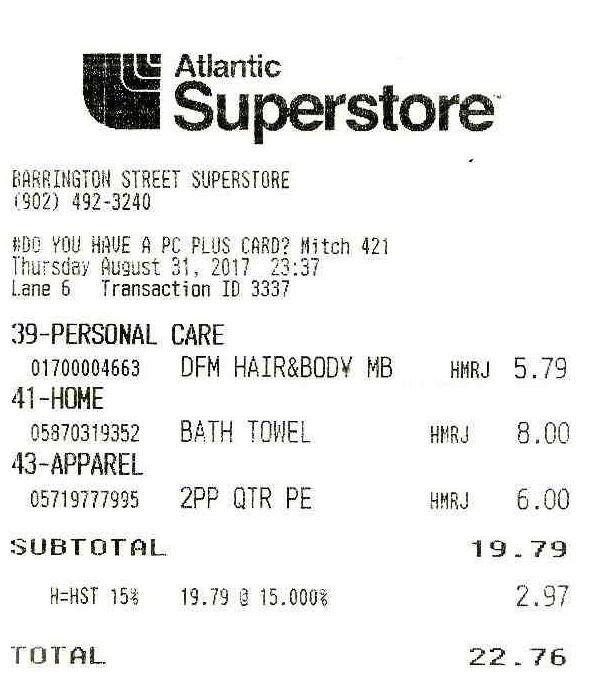 Atlantic
Superstore
BARRINGTON STREET SUPERSTORE
(902) 492-3240
#DO YOU HAVE A PC PLUS CARD? Mitch 421
Thursday August 31, 2017 23:37
Lane 6 Transaction ID 3337
39-PERSONAL CARE
01700004663 DFM HAIR&BODY MB HMRJ 5.79
41-HOME
05870319352 BATH TOWEL HMRJ 8.00
43-APPAREL
05719777995 2PP QTR PE HMRJ 6.00
SUBTOTAL 19.79
H=HST 15% 19.79 @ 15.000% 2.97
TOTAL 22.76